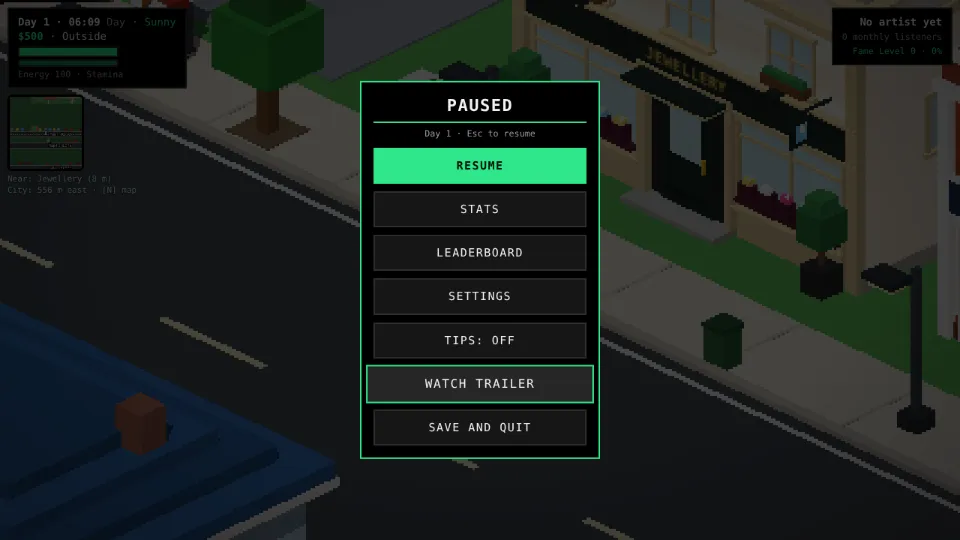 Day 1 · 06:09 Day · Sunny
$500 · Outside
Energy 100 · Stamina
Near: Jewellery (8 m)
City: 556 m east · [N] map
No artist yet
0 monthly listeners
Fame Level 0 · 0%
JEWELLERY
PAUSED
Day 1 · Esc to resume
RESUME
STATS
LEADERBOARD
SETTINGS
TIPS: OFF
WATCH TRAILER
SAVE AND QUIT